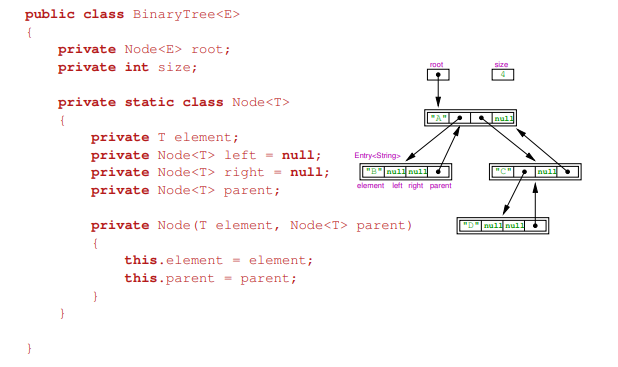 public class BinaryTree<E>
{
private Node<E> root;
private int size;
private static class Node<T>
{
private T element;
private Node<T> left = null;
private Node<T> right = null;
private Node<T> parent;
private Node(T element, Node<T> parent)
{
this.element = element;
this.parent = parent;
}
}
}
root size
4
"A" null
Entry<String>
"B" null null
element left right parent
"C" null
"D" null null